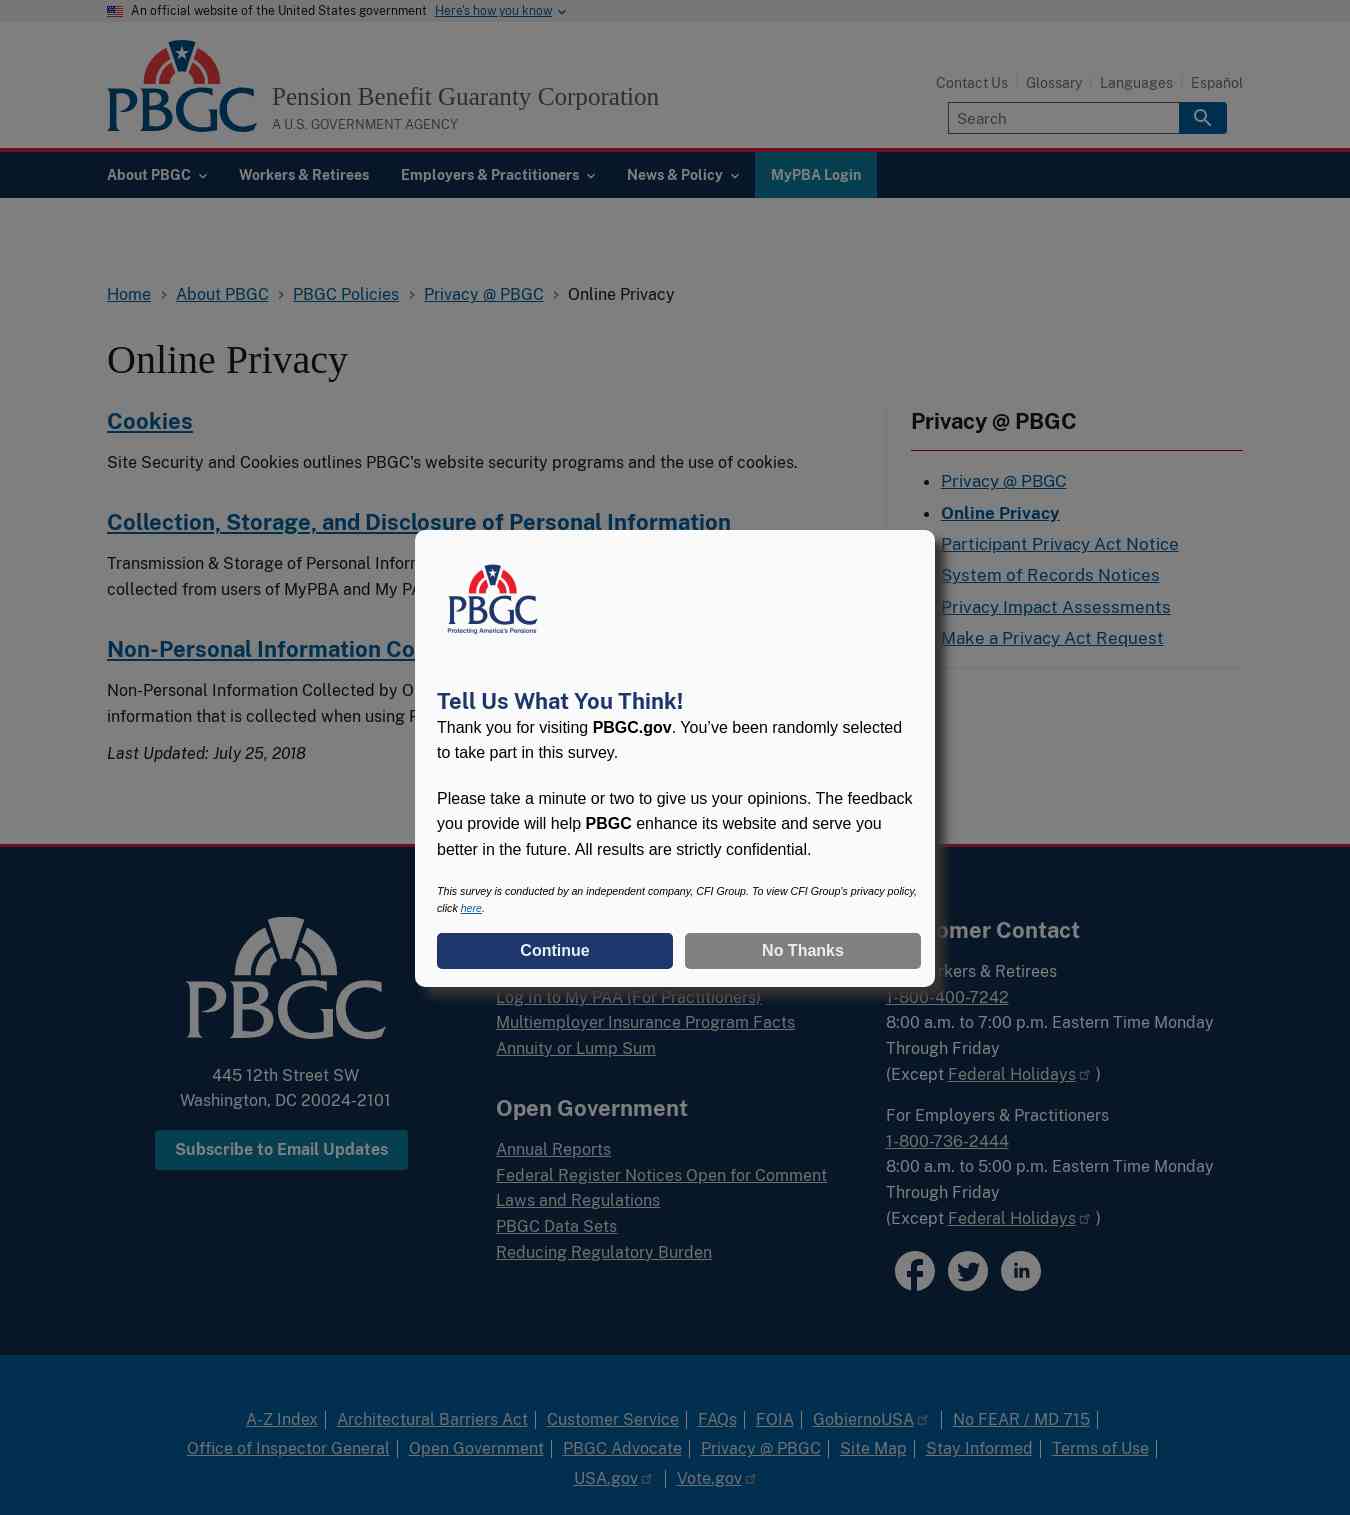 An official website of the United States government Here's how you know
PBGC
Pension Benefit Guaranty Corporation
A U.S. GOVERNMENT AGENCY
Contact Us Glossary Languages Español
Search
About PBGC Workers & Retirees Employers & Practitioners News & Policy MyPBA Login
Home About PBGC PBGC Policies Privacy @ PBGC Online Privacy
Online Privacy
Cookies
Site Security and Cookies outlines PBGC's website security programs and the use of cookies.
Collection, Storage, and Disclosure of Personal Information
Transmission & Storage of Personal
collected from users of MyPBA and My
Non-Personal Information
Non-Personal Information Collected by
information that is collected when using
Last Updated: July 25, 2018
Privacy @ PBGC
Privacy @ PBGC
Online Privacy
Participant Privacy Act Notice
System of Records Notices
Privacy Impact Assessments
Make a Privacy Act Request
PBGC
Protecting America's Pensions
Tell Us What You Think!
Thank you for visiting PBGC.gov. You’ve been randomly selected
to take part in this survey.
Please take a minute or two to give us your opinions. The feedback
you provide will help PBGC enhance its website and serve you
better in the future. All results are strictly confidential.
This survey is conducted by an independent company, CFI Group. To view CFI Group's privacy policy,
click here.
Continue No Thanks
PBGC
445 12th Street SW
Washington, DC 20024-2101
Subscribe to Email Updates
Log in to My PAA (For Practitioners)
Multiemployer Insurance Program Facts
Annuity or Lump Sum
Open Government
Annual Reports
Federal Register Notices Open for Comment
Laws and Regulations
PBGC Data Sets
Reducing Regulatory Burden
Contact
& Retirees
1-800-400-7242
8:00 a.m. to 7:00 p.m. Eastern Time Monday
Through Friday
(Except Federal Holidays )
For Employers & Practitioners
1-800-736-2444
8:00 a.m. to 5:00 p.m. Eastern Time Monday
Through Friday
(Except Federal Holidays )
A-Z Index Architectural Barriers Act Customer Service FAQs FOIA GobiernoUSA No FEAR / MD 715
Office of Inspector General Open Government PBGC Advocate Privacy @ PBGC Site Map Stay Informed Terms of Use
USA.gov Vote.gov